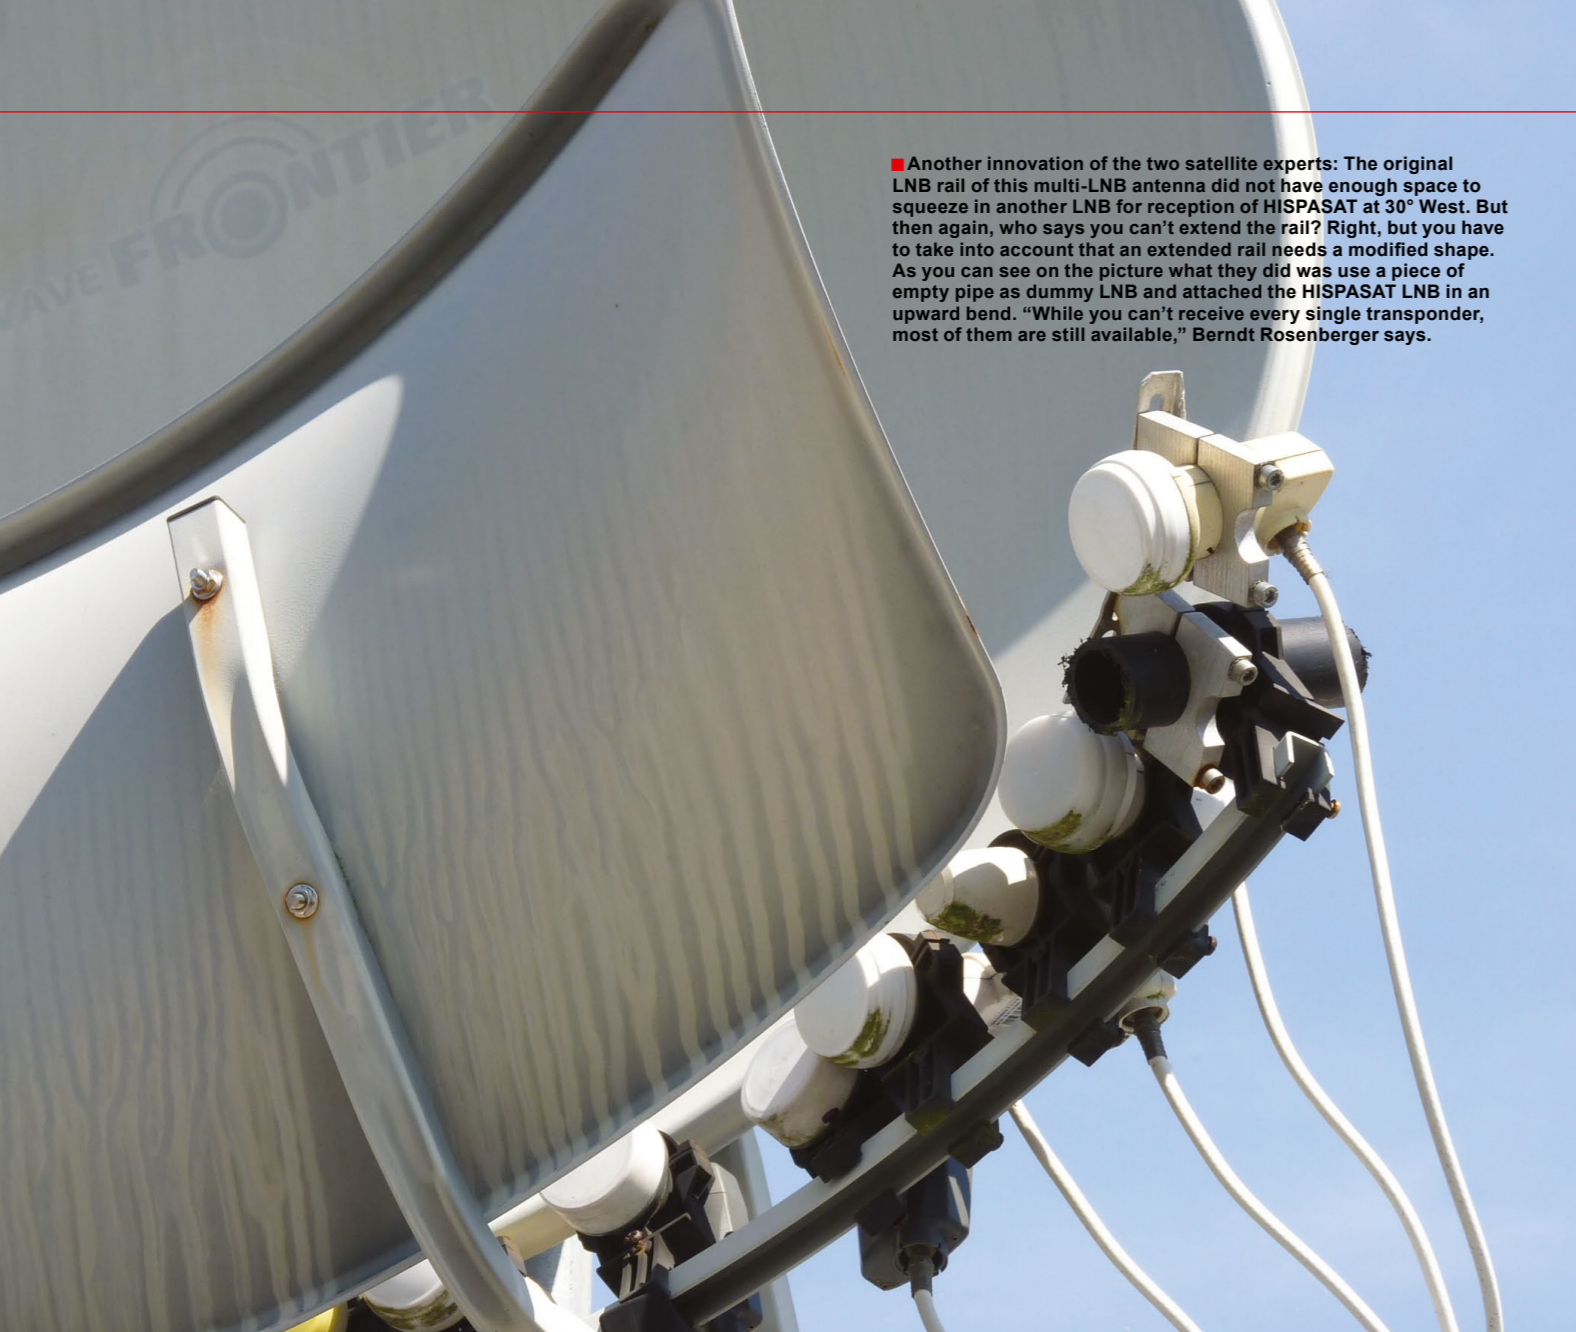 WAVE FRONTIER
Another innovation of the two satellite experts: The original
LNB rail of this multi-LNB antenna did not have enough space to
squeeze in another LNB for reception of HISPASAT at 30° West. But
then again, who says you can’t extend the rail? Right, but you have
to take into account that an extended rail needs a modified shape.
As you can see on the picture what they did was use a piece of
empty pipe as dummy LNB and attached the HISPASAT LNB in an
upward bend. “While you can’t receive every single transponder,
most of them are still available,” Berndt Rosenberger says.